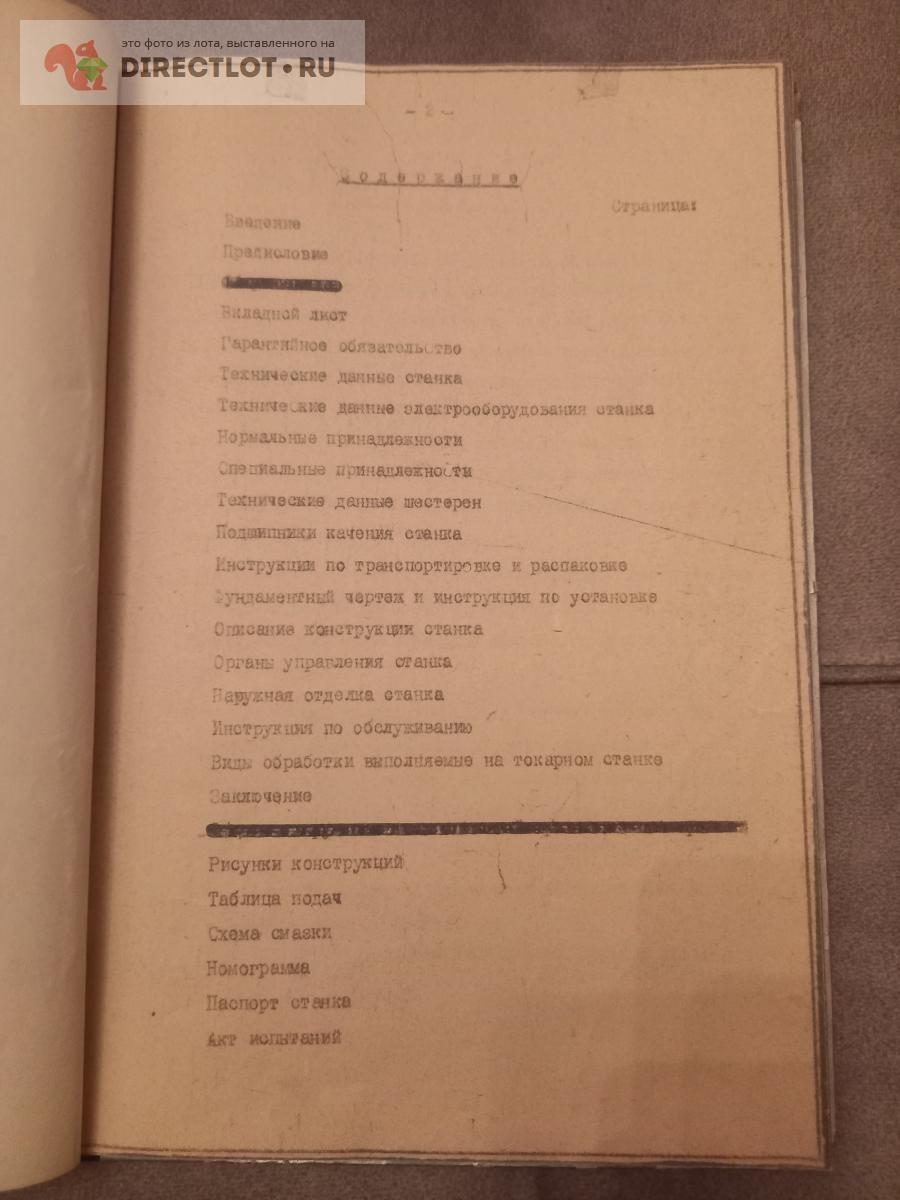 это фото из лота, выставленного на
DIRECTLOT.RU
- 2 -
Содержание
Страница:
Введение
Предисловие
Вкладной лист
Гарантийное обязательство
Технические данные станка
Технические данные электрооборудования станка
Нормальные принадлежности
Специальные принадлежности
Технические данные шестерен
Подшипники качения станка
Инструкции по транспортировке и распаковке
Фундаментный чертеж и инструкция по установке
Описание конструкции станка
Органы управления станка
Наружная отделка станка
Инструкция по обслуживанию
Виды обработки выполняемые на токарном станке
Заключение
Рисунки конструкций
Таблица подач
Схема смазки
Номограмма
Паспорт станка
Акт испытаний